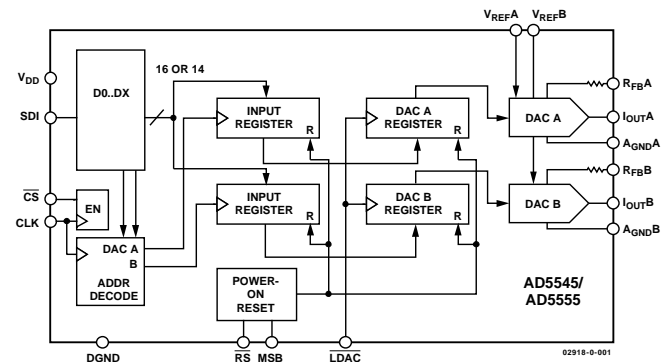 VREFA VREFB
VDD
SDI
D0..DX
16 OR 14
INPUT
REGISTER
R
DAC A
REGISTER
R
DAC A
RFBA
IOUTA
AGNDA
CS
CLK
EN
INPUT
REGISTER
R
DAC B
REGISTER
R
DAC B
RFBB
IOUTB
AGNDB
DAC A
B
ADDR
DECODE
POWER-
ON
RESET
AD5545/
AD5555
DGND
RS
MSB
LDAC
02918-0-001